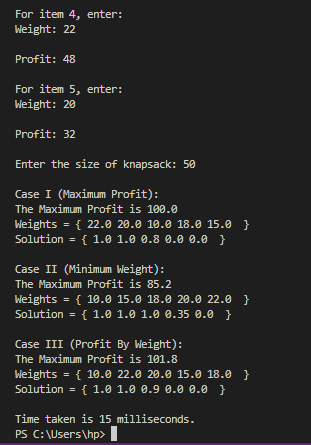 For item 4, enter:
Weight: 22
Profit: 48
For item 5, enter:
Weight: 20
Profit: 32
Enter the size of knapsack: 50
Case I (Maximum Profit):
The Maximum Profit is 100.0
Weights = { 22.0 20.0 10.0 18.0 15.0  }
Solution = { 1.0 1.0 0.8 0.0 0.0  }
Case II (Minimum Weight):
The Maximum Profit is 85.2
Weights = { 10.0 15.0 18.0 20.0 22.0  }
Solution = { 1.0 1.0 1.0 0.35 0.0  }
Case III (Profit By Weight):
The Maximum Profit is 101.8
Weights = { 10.0 22.0 20.0 15.0 18.0  }
Solution = { 1.0 1.0 0.9 0.0 0.0  }
Time taken is 15 milliseconds.
PS C:\Users\hp>